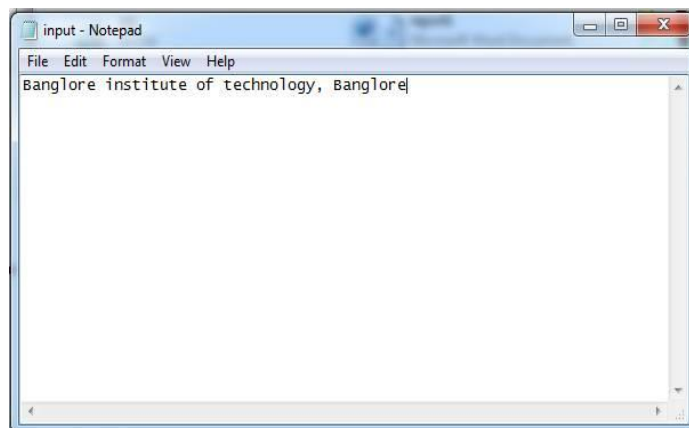 input - Notepad
File Edit Format View Help
Banglore institute of technology, Banglore